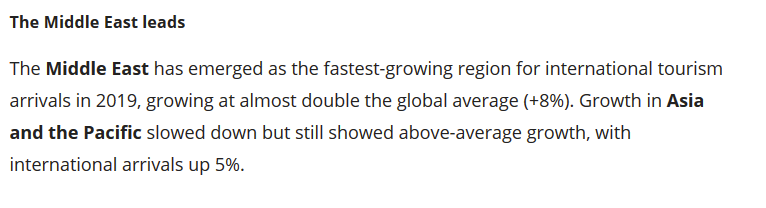 The Middle East leads
The Middle East has emerged as the fastest-growing region for international tourism
arrivals in 2019, growing at almost double the global average (+8%). Growth in Asia
and the Pacific slowed down but still showed above-average growth, with
international arrivals up 5%.